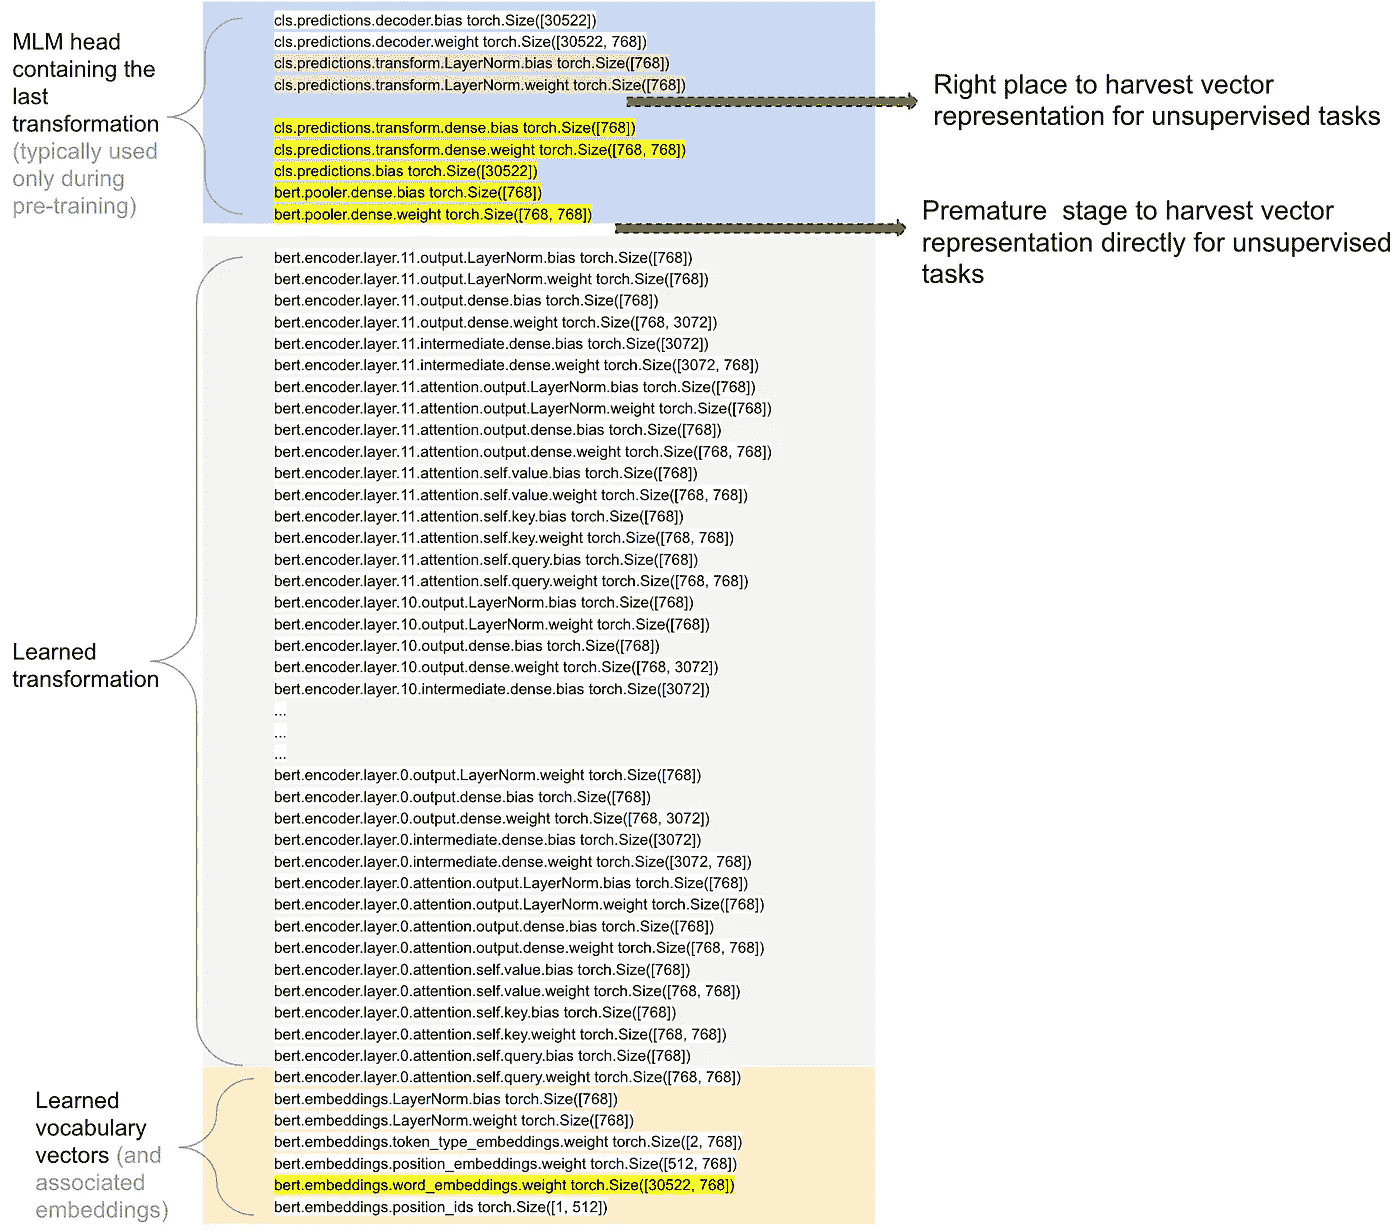 MLM head
containing the
last
transformation
(typically used
only during
pre-training)
cls.predictions.decoder.bias torch.Size([30522])
cls.predictions.decoder.weight torch.Size([30522, 768])
cls.predictions.transform.LayerNorm.bias torch.Size([768])
cls.predictions.transform.LayerNorm.weight torch.Size([768])
Right place to harvest vector
representation for unsupervised tasks
cls.predictions.transform.dense.bias torch.Size([768])
cls.predictions.transform.dense.weight torch.Size([768, 768])
cls.predictions.bias torch.Size([30522])
bert.pooler.dense.bias torch.Size([768])
bert.pooler.dense.weight torch.Size([768, 768])
Premature stage to harvest vector
representation directly for unsupervised
tasks
Learned
transformation
bert.encoder.layer.11.output.LayerNorm.bias torch.Size([768])
bert.encoder.layer.11.output.LayerNorm.weight torch.Size([768])
bert.encoder.layer.11.output.dense.bias torch.Size([768])
bert.encoder.layer.11.output.dense.weight torch.Size([768, 3072])
bert.encoder.layer.11.intermediate.dense.bias torch.Size([3072])
bert.encoder.layer.11.intermediate.dense.weight torch.Size([3072, 768])
bert.encoder.layer.11.attention.output.LayerNorm.bias torch.Size([768])
bert.encoder.layer.11.attention.output.LayerNorm.weight torch.Size([768])
bert.encoder.layer.11.attention.output.dense.bias torch.Size([768])
bert.encoder.layer.11.attention.output.dense.weight torch.Size([768, 768])
bert.encoder.layer.11.attention.self.value.bias torch.Size([768])
bert.encoder.layer.11.attention.self.value.weight torch.Size([768, 768])
bert.encoder.layer.11.attention.self.key.bias torch.Size([768])
bert.encoder.layer.11.attention.self.key.weight torch.Size([768, 768])
bert.encoder.layer.11.attention.self.query.bias torch.Size([768])
bert.encoder.layer.11.attention.self.query.weight torch.Size([768, 768])
bert.encoder.layer.10.output.LayerNorm.bias torch.Size([768])
bert.encoder.layer.10.output.LayerNorm.weight torch.Size([768])
bert.encoder.layer.10.output.dense.bias torch.Size([768])
bert.encoder.layer.10.output.dense.weight torch.Size([768, 3072])
bert.encoder.layer.10.intermediate.dense.bias torch.Size([3072])
...
...
...
bert.encoder.layer.0.output.LayerNorm.weight torch.Size([768])
bert.encoder.layer.0.output.dense.bias torch.Size([768])
bert.encoder.layer.0.output.dense.weight torch.Size([768, 3072])
bert.encoder.layer.0.intermediate.dense.bias torch.Size([3072])
bert.encoder.layer.0.intermediate.dense.weight torch.Size([3072, 768])
bert.encoder.layer.0.attention.output.LayerNorm.bias torch.Size([768])
bert.encoder.layer.0.attention.output.LayerNorm.weight torch.Size([768])
bert.encoder.layer.0.attention.output.dense.bias torch.Size([768])
bert.encoder.layer.0.attention.output.dense.weight torch.Size([768, 768])
bert.encoder.layer.0.attention.self.value.bias torch.Size([768])
bert.encoder.layer.0.attention.self.value.weight torch.Size([768, 768])
bert.encoder.layer.0.attention.self.key.bias torch.Size([768])
bert.encoder.layer.0.attention.self.key.weight torch.Size([768, 768])
bert.encoder.layer.0.attention.self.query.bias torch.Size([768])
Learned
vocabulary
vectors (and
associated
embeddings)
bert.encoder.layer.0.attention.self.query.weight torch.Size([768, 768])
bert.embeddings.LayerNorm.bias torch.Size([768])
bert.embeddings.LayerNorm.weight torch.Size([768])
bert.embeddings.token_type_embeddings.weight torch.Size([2, 768])
bert.embeddings.position_embeddings.weight torch.Size([512, 768])
bert.embeddings.word_embeddings.weight torch.Size([30522, 768])
bert.embeddings.position_ids torch.Size([1, 512])